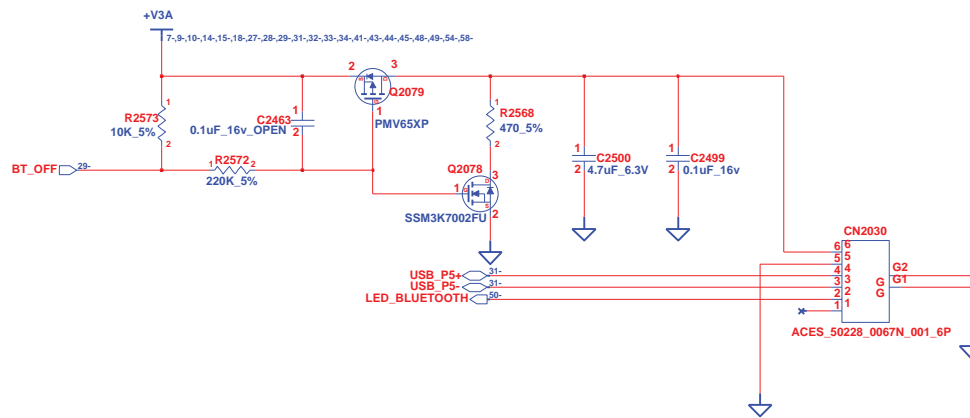 +V3A
7-,9-,10-,14-,15-,18-,27-,28-,29-,31-,32-,33-,34-,41-,43-,44-,45-,48-,49-,54-,58-
2
3
S
D
G
Q2079
1
PMV65XP
1
R2573
10K_5%
2
1
C2463
0.1uF_16v_OPEN
2
1
R2568
470_5%
2
1
C2500
2
4.7uF_6.3V
1
C2499
2
0.1uF_16v
BT_OFF
29-
1
R2572
2
220K_5%
Q2078
3
1
G
D
S
2
SSM3K7002FU
CN2030
6
6
5
5
USB_P5+
31-
4
4
G2
USB_P5-
31-
3
3
G
G1
LED_BLUETOOTH
50-
2
2
G
1
1
ACES_50228_0067N_001_6P